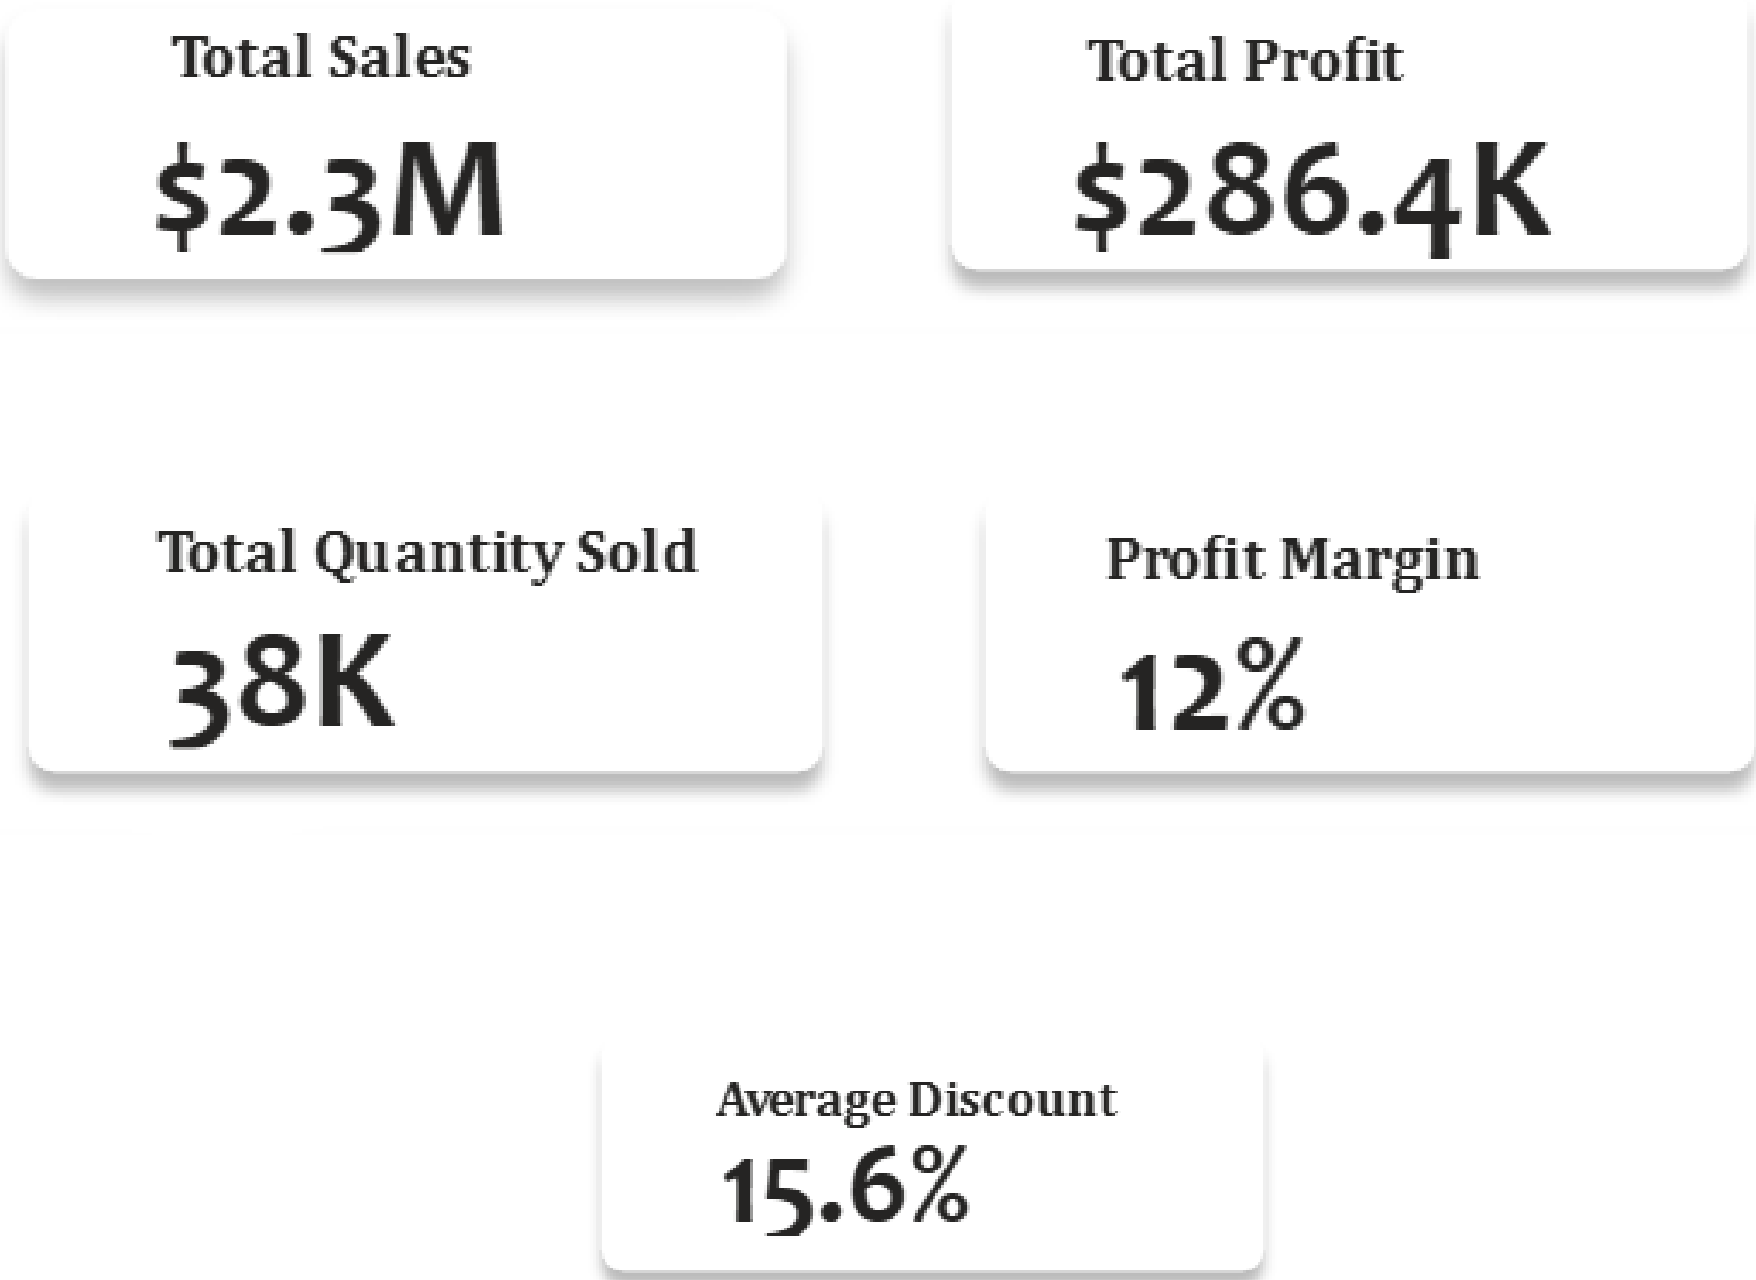 Total Sales
$2.3M
Total Profit
$286.4K
Total Quantity Sold
38K
Profit Margin
12%
Average Discount
15.6%